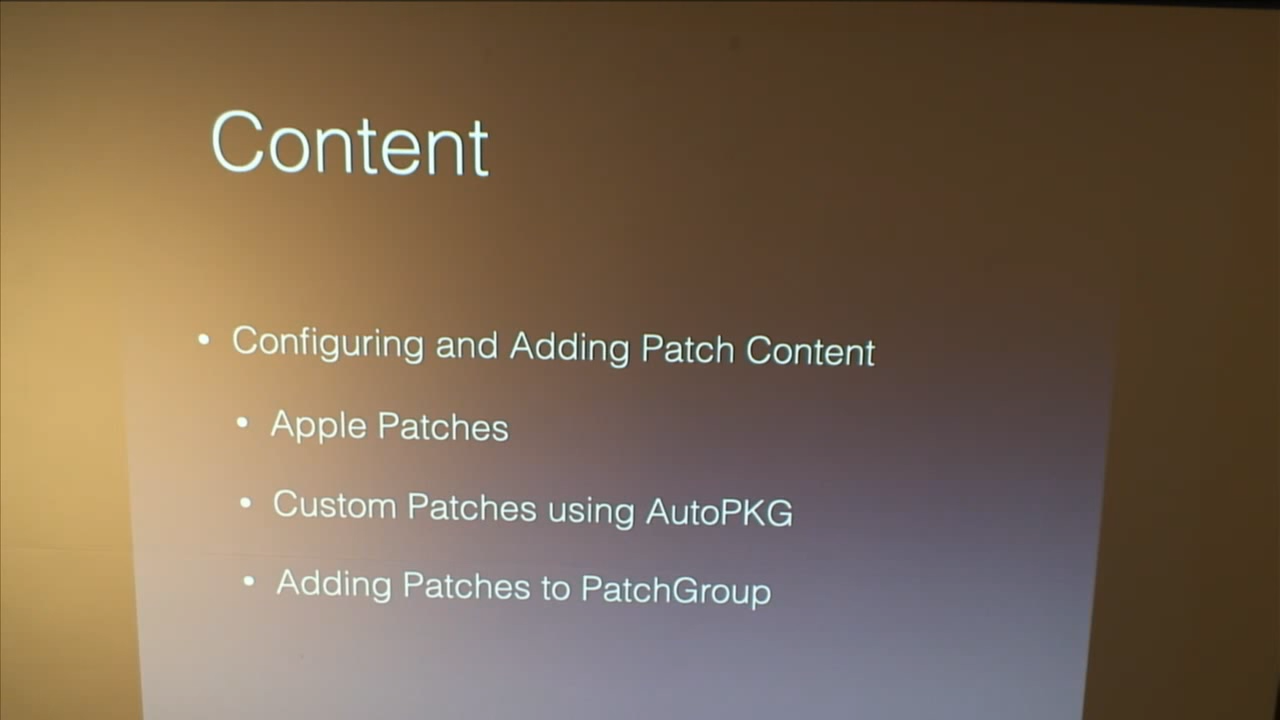 Content
• Configuring and Adding Patch Content
• Apple Patches
• Custom Patches using AutoPKG
• Adding Patches to PatchGroup